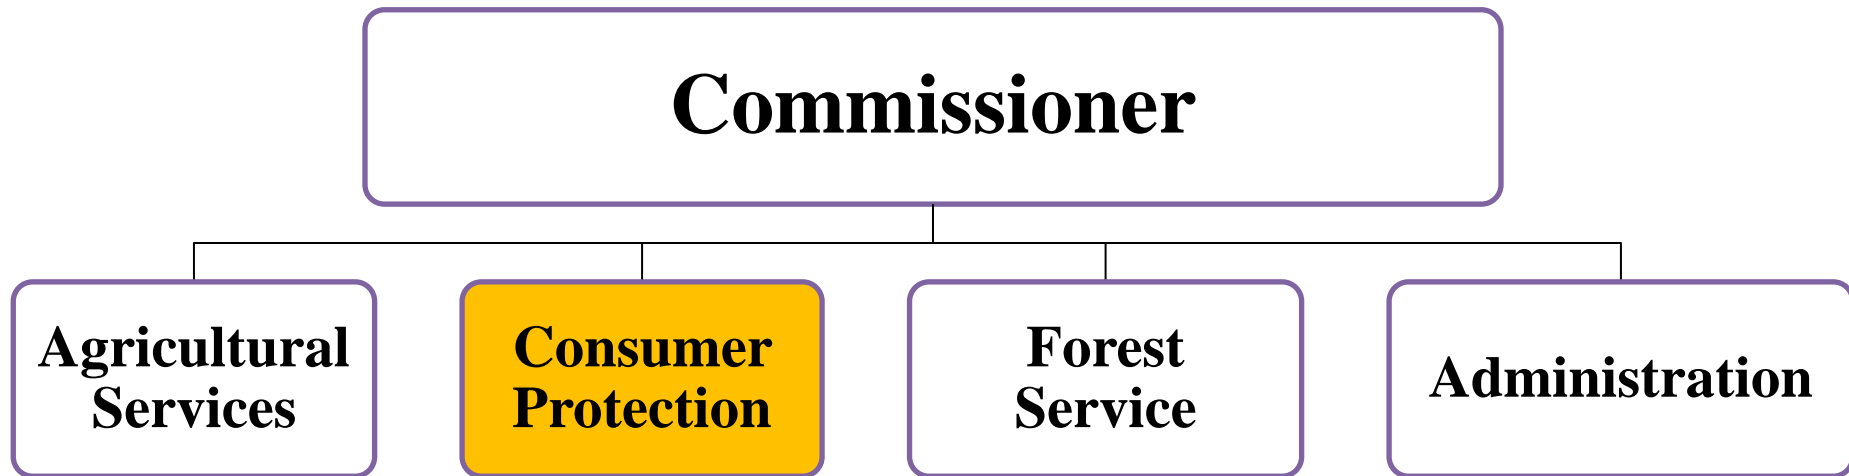 Commissioner
Agricultural
Services
Consumer
Protection
Forest
Service
Administration